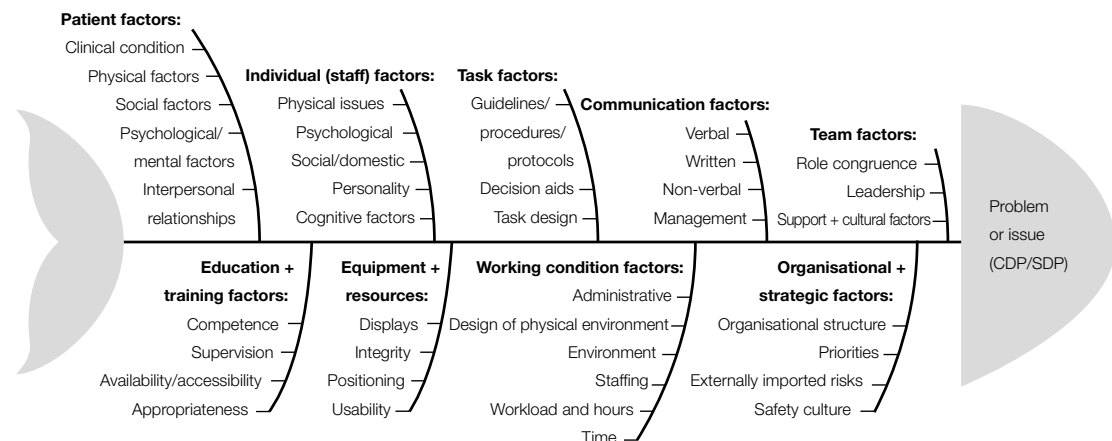 Patient factors:
Clinical condition
Physical factors
Social factors
Psychological/
mental factors
Interpersonal
relationships
Individual (staff) factors:
Physical issues
Psychological
Social/domestic
Personality
Cognitive factors
Task factors:
Guidelines/
procedures/
protocols
Decision aids
Task design
Communication factors:
Verbal
Written
Non-verbal
Management
Team factors:
Role congruence
Leadership
Support + cultural factors
Problem
or issue
(CDP/SDP)
Education +
training factors:
Competence
Supervision
Availability/accessibility
Appropriateness
Equipment +
resources:
Displays
Integrity
Positioning
Usability
Working condition factors:
Administrative
Design of physical environment
Environment
Staffing
Workload and hours
Time
Organisational +
strategic factors:
Organisational structure
Priorities
Externally imported risks
Safety culture